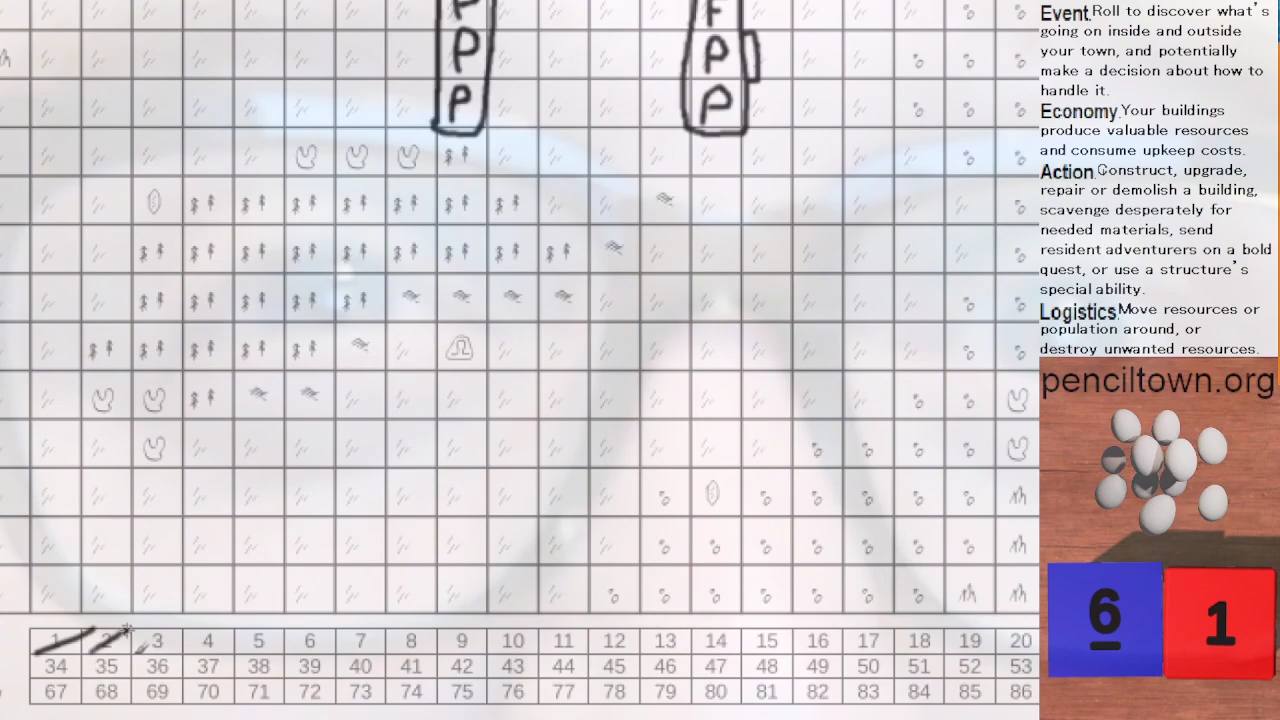 P F
P P
P P
Event. Roll to discover what's
going on inside and outside
your town, and potentially
make a decision about how to
handle it.
Economy. Your buildings
produce valuable resources
and consume upkeep costs.
Action. Construct, upgrade,
repair or demolish a building,
scavenge desperately for
needed materials, send
resident adventurers on a bold
quest, or use a structure's
special ability.
Logistics. Move resources or
population around, or
destroy unwanted resources.
penciltown.org
6 1
1 2 3 4 5 6 7 8 9 10 11 12 13 14 15 16 17 18 19 20
34 35 36 37 38 39 40 41 42 43 44 45 46 47 48 49 50 51 52 53
67 68 69 70 71 72 73 74 75 76 77 78 79 80 81 82 83 84 85 86